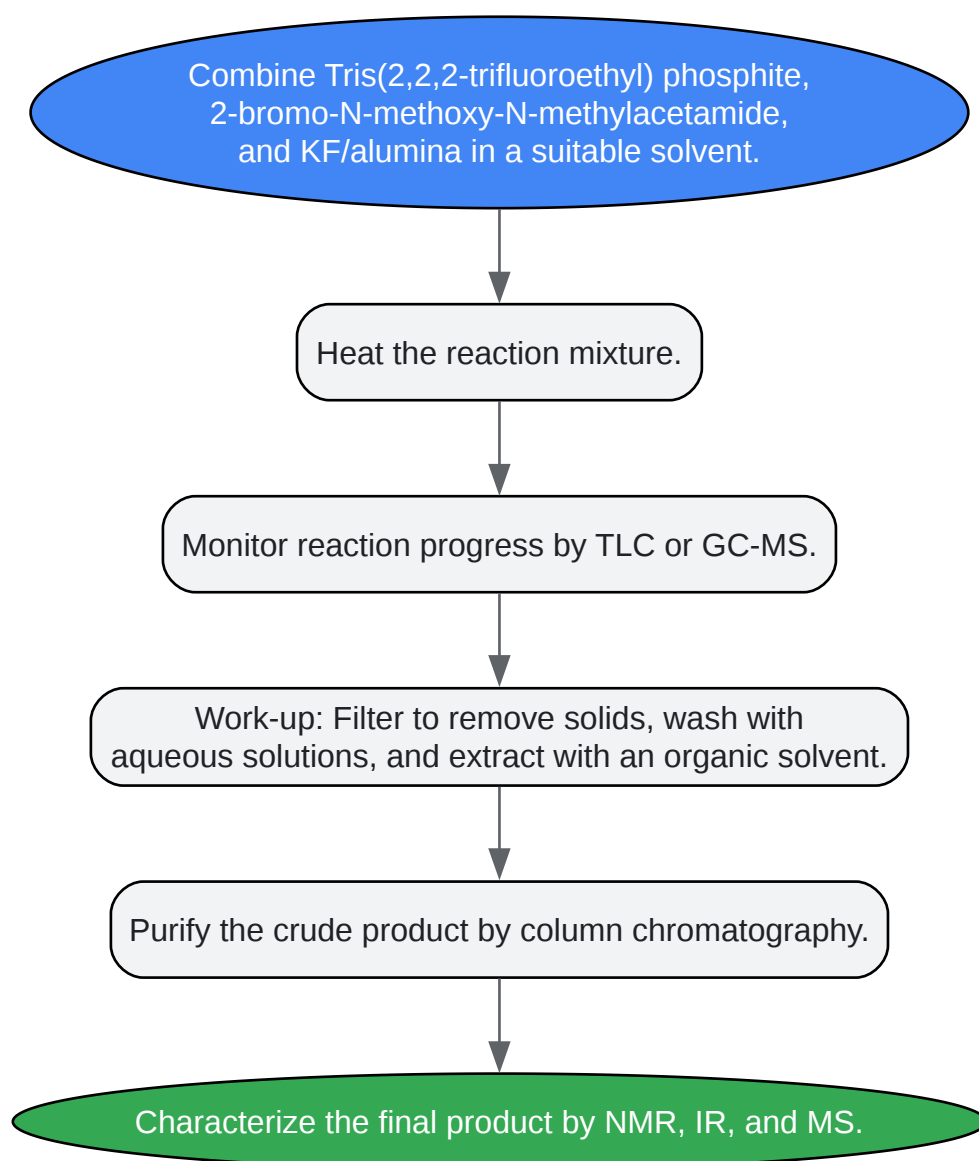 Combine Tris(2,2,2-trifluoroethyl) phosphite,
2-bromo-N-methoxy-N-methylacetamide,
and KF/alumina in a suitable solvent.
Heat the reaction mixture.
Monitor reaction progress by TLC or GC-MS.
Work-up: Filter to remove solids, wash with
aqueous solutions, and extract with an organic solvent.
Purify the crude product by column chromatography.
Characterize the final product by NMR, IR, and MS.